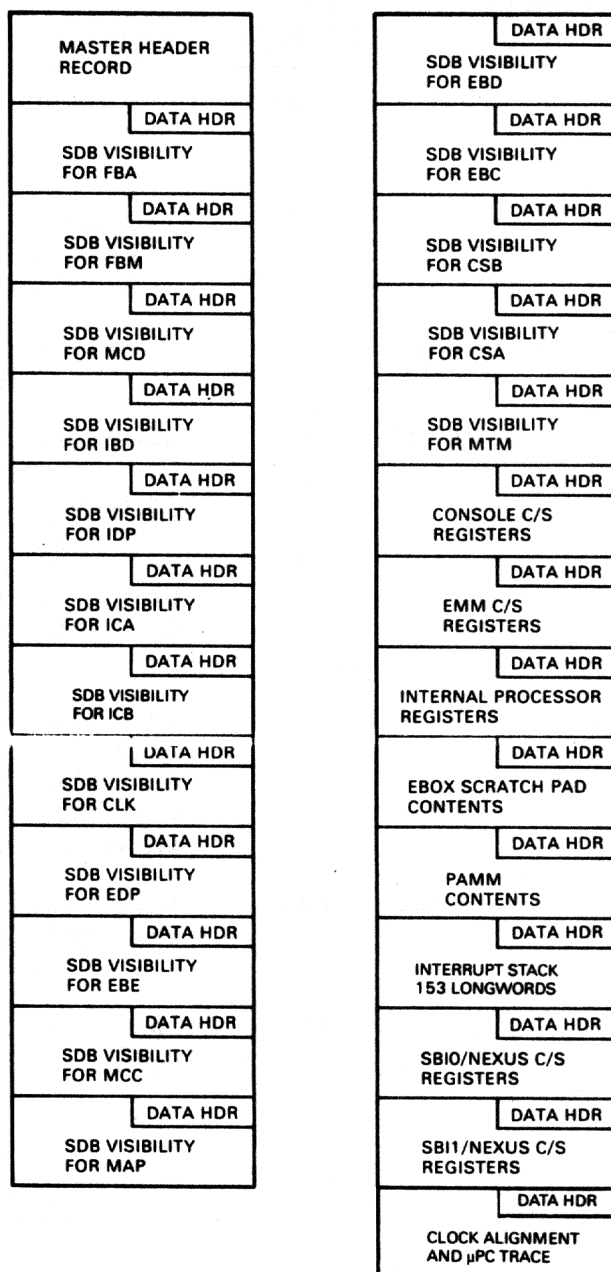 MASTER HEADER
RECORD
DATA HDR
SDB VISIBILITY
FOR FBA
DATA HDR
SDB VISIBILITY
FOR FBM
DATA HDR
SDB VISIBILITY
FOR MCD
DATA HDR
SDB VISIBILITY
FOR IBD
DATA HDR
SDB VISIBILITY
FOR IDP
DATA HDR
SDB VISIBILITY
FOR ICA
DATA HDR
SDB VISIBILITY
FOR ICB
DATA HDR
SDB VISIBILITY
FOR CLK
DATA HDR
SDB VISIBILITY
FOR EDP
DATA HDR
SDB VISIBILITY
FOR EBE
DATA HDR
SDB VISIBILITY
FOR MCC
DATA HDR
SDB VISIBILITY
FOR MAP
DATA HDR
SDB VISIBILITY
FOR EBD
DATA HDR
SDB VISIBILITY
FOR EBC
DATA HDR
SDB VISIBILITY
FOR CSB
DATA HDR
SDB VISIBILITY
FOR CSA
DATA HDR
SDB VISIBILITY
FOR MTM
DATA HDR
CONSOLE C/S
REGISTERS
DATA HDR
EMM C/S
REGISTERS
DATA HDR
INTERNAL PROCESSOR
REGISTERS
DATA HDR
EBOX SCRATCH PAD
CONTENTS
DATA HDR
PAMM
CONTENTS
DATA HDR
INTERRUPT STACK
153 LONGWORDS
DATA HDR
SBI0/NEXUS C/S
REGISTERS
DATA HDR
SBI1/NEXUS C/S
REGISTERS
DATA HDR
CLOCK ALIGNMENT
AND µPC TRACE